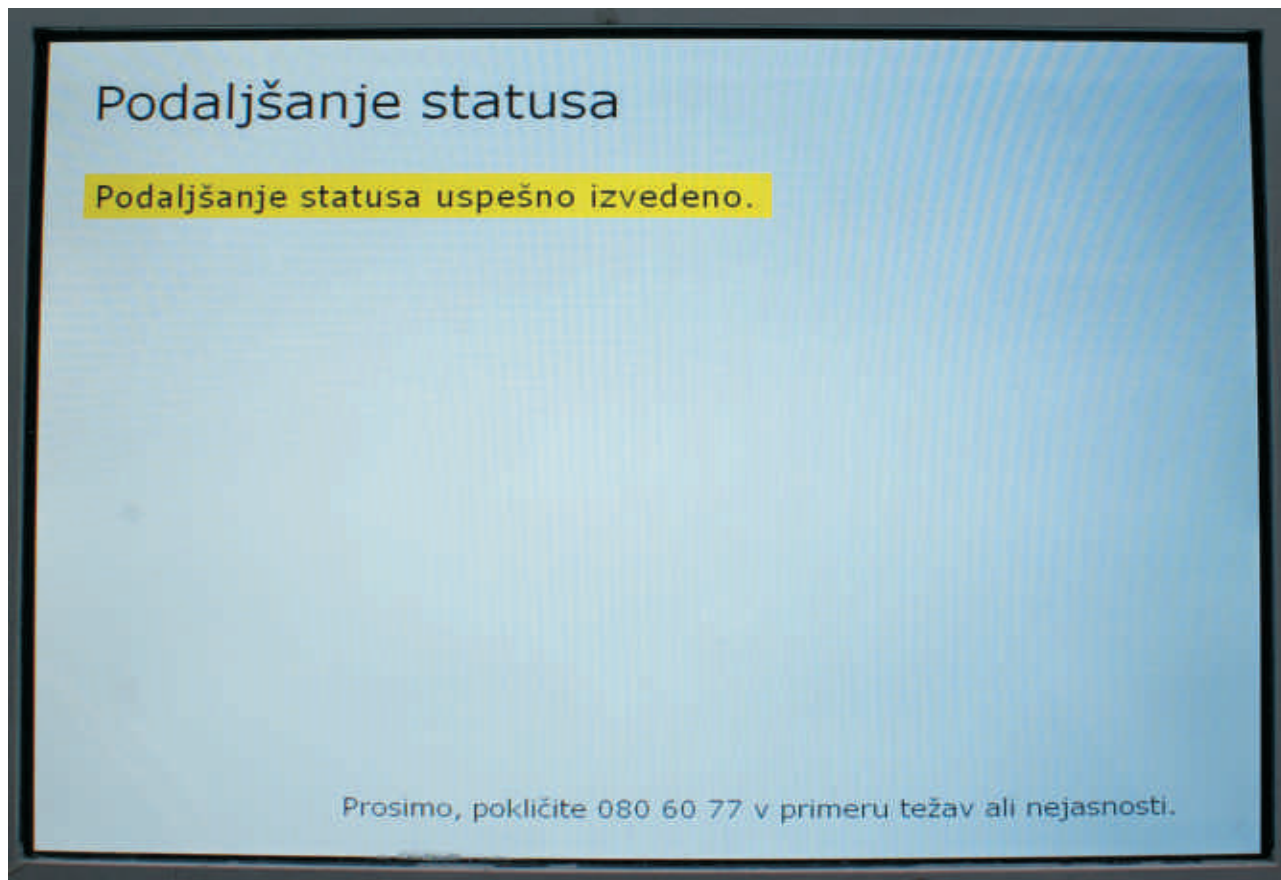 Podaljšanje statusa
Podaljšanje statusa uspešno izvedeno.
Prosimo, pokličite 080 60 77 v primeru težav ali nejasnosti.